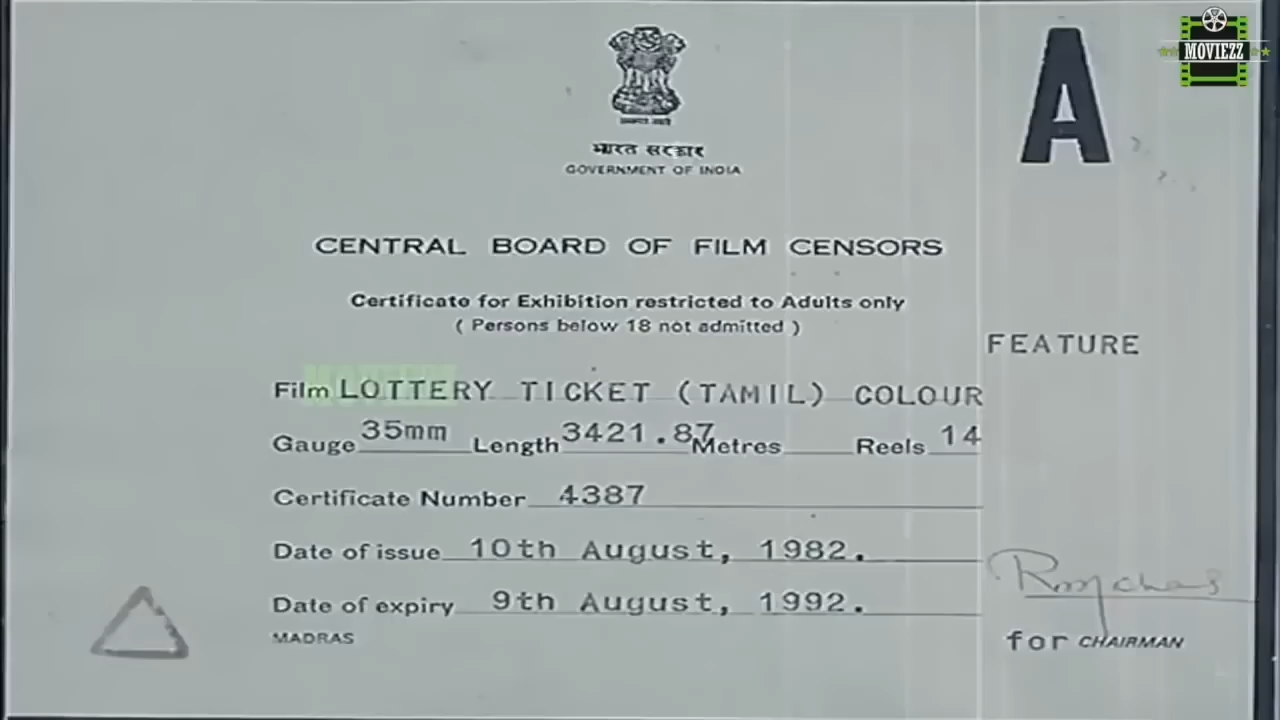 A
MOVIEZZ
भारत सरकार
GOVERNMENT OF INDIA
CENTRAL BOARD OF FILM CENSORS
Certificate for Exhibition restricted to Adults only
( Persons below 18 not admitted )
FEATURE
Film LOTTERY TICKET (TAMIL) COLOUR
Gauge 35mm Length 3421.87 Metres Reels 14
Certificate Number 4387
Date of issue 10th August, 1982.
Date of expiry 9th August, 1992.
MADRAS
for CHAIRMAN